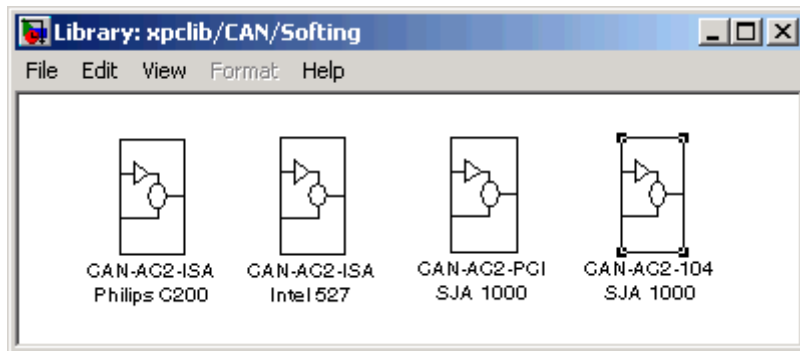 Library: xpclib/CAN/Softing
File Edit View Format Help
CAN-AC2-ISA CAN-AC2-ISA CAN-AC2-PCI CAN-AC2-104
Philips C200 Intel 527 SJA 1000 SJA 1000